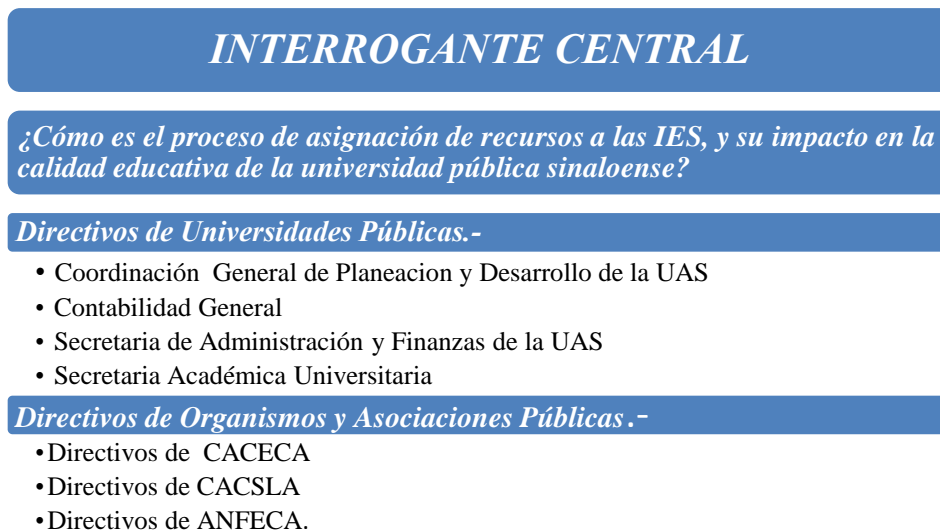 INTERROGANTE CENTRAL
¿Cómo es el proceso de asignación de recursos a las IES, y su impacto en la
calidad educativa de la universidad pública sinaloense?
Directivos de Universidades Públicas.-
• Coordinación General de Planeacion y Desarrollo de la UAS
• Contabilidad General
• Secretaria de Administración y Finanzas de la UAS
• Secretaria Académica Universitaria
Directivos de Organismos y Asociaciones Públicas.-
•Directivos de CACECA
•Directivos de CACSLA
•Directivos de ANFECA.